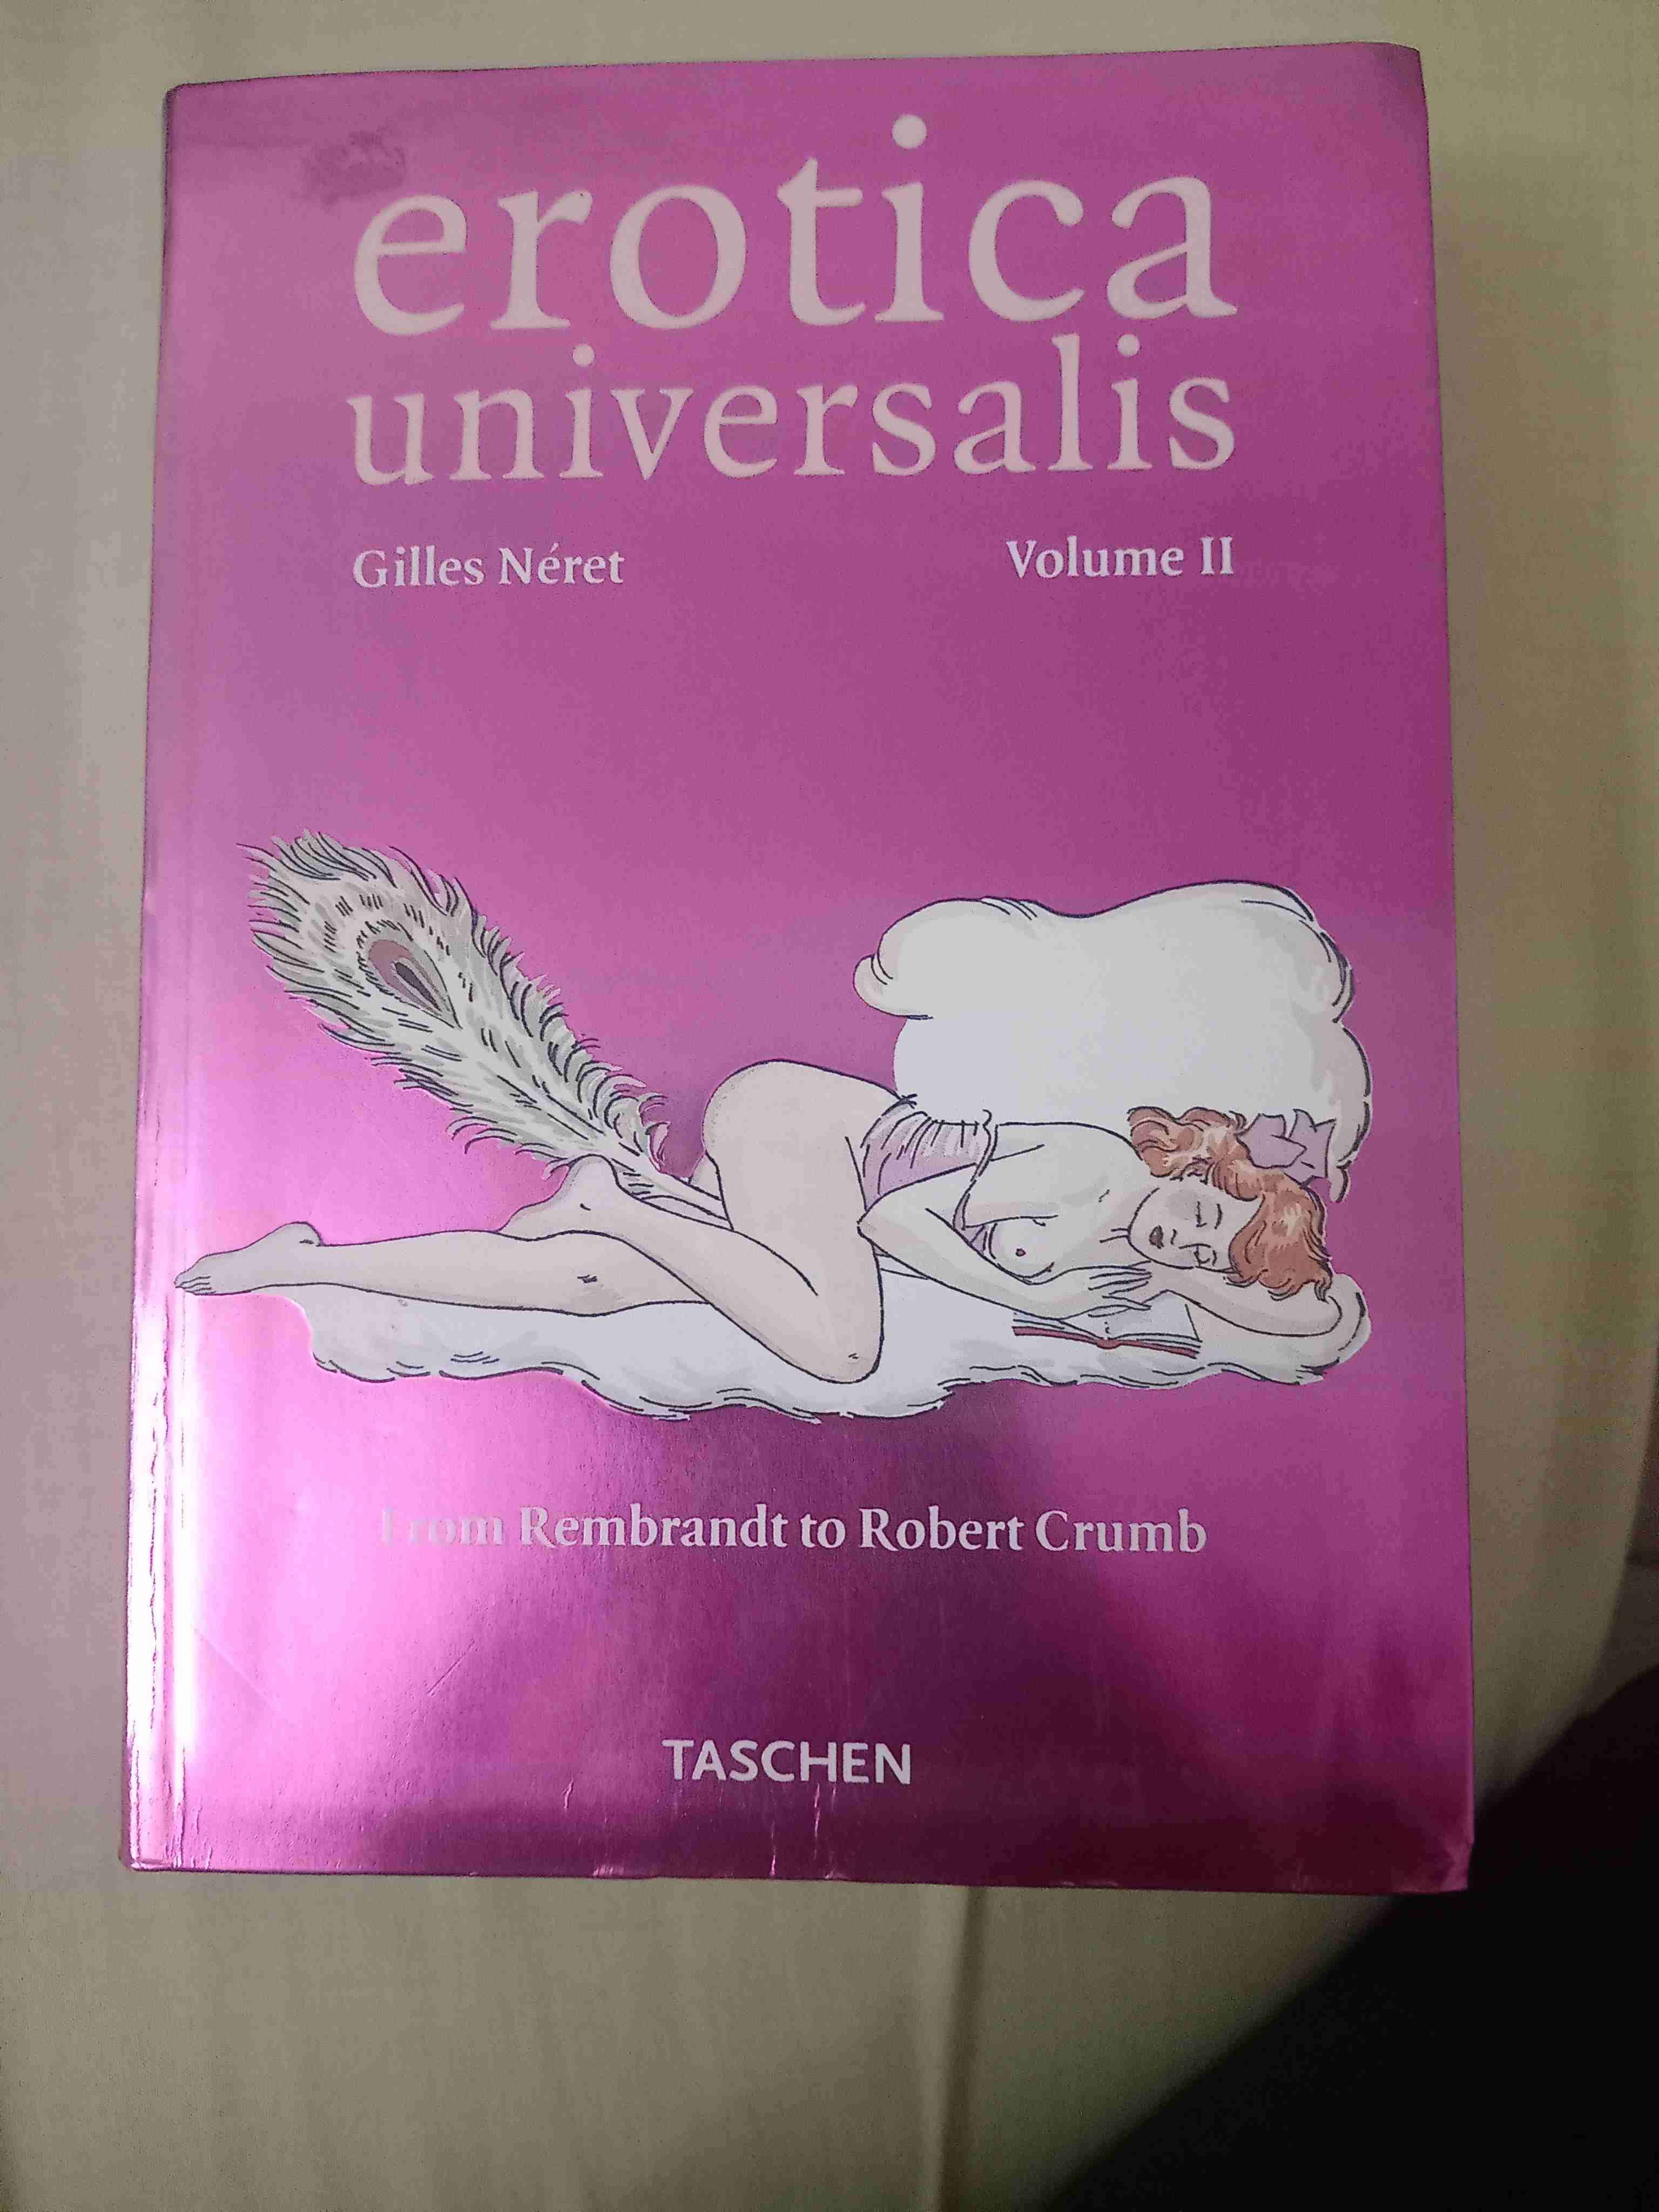 erotica
universalis
Gilles Néret Volume II
From Rembrandt to Robert Crumb
TASCHEN